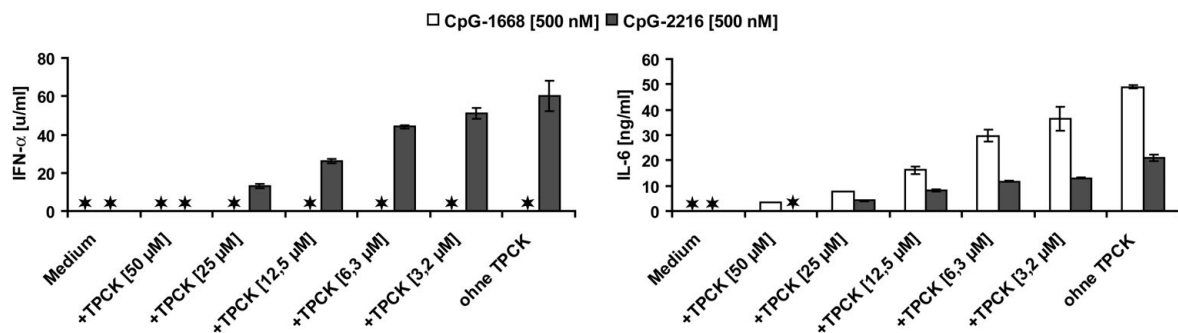 CpG-1668 [500 nM] CpG-2216 [500 nM]
IFN-α [u/ml]
80
60
40
20
0
Medium
+TPCK [50 µM]
+TPCK [25 µM]
+TPCK [12,5 µM]
+TPCK [6,3 µM]
+TPCK [3,2 µM]
ohne TPCK
IL-6 [ng/ml]
60
50
40
30
20
10
0
Medium
+TPCK [50 µM]
+TPCK [25 µM]
+TPCK [12,5 µM]
+TPCK [6,3 µM]
+TPCK [3,2 µM]
ohne TPCK